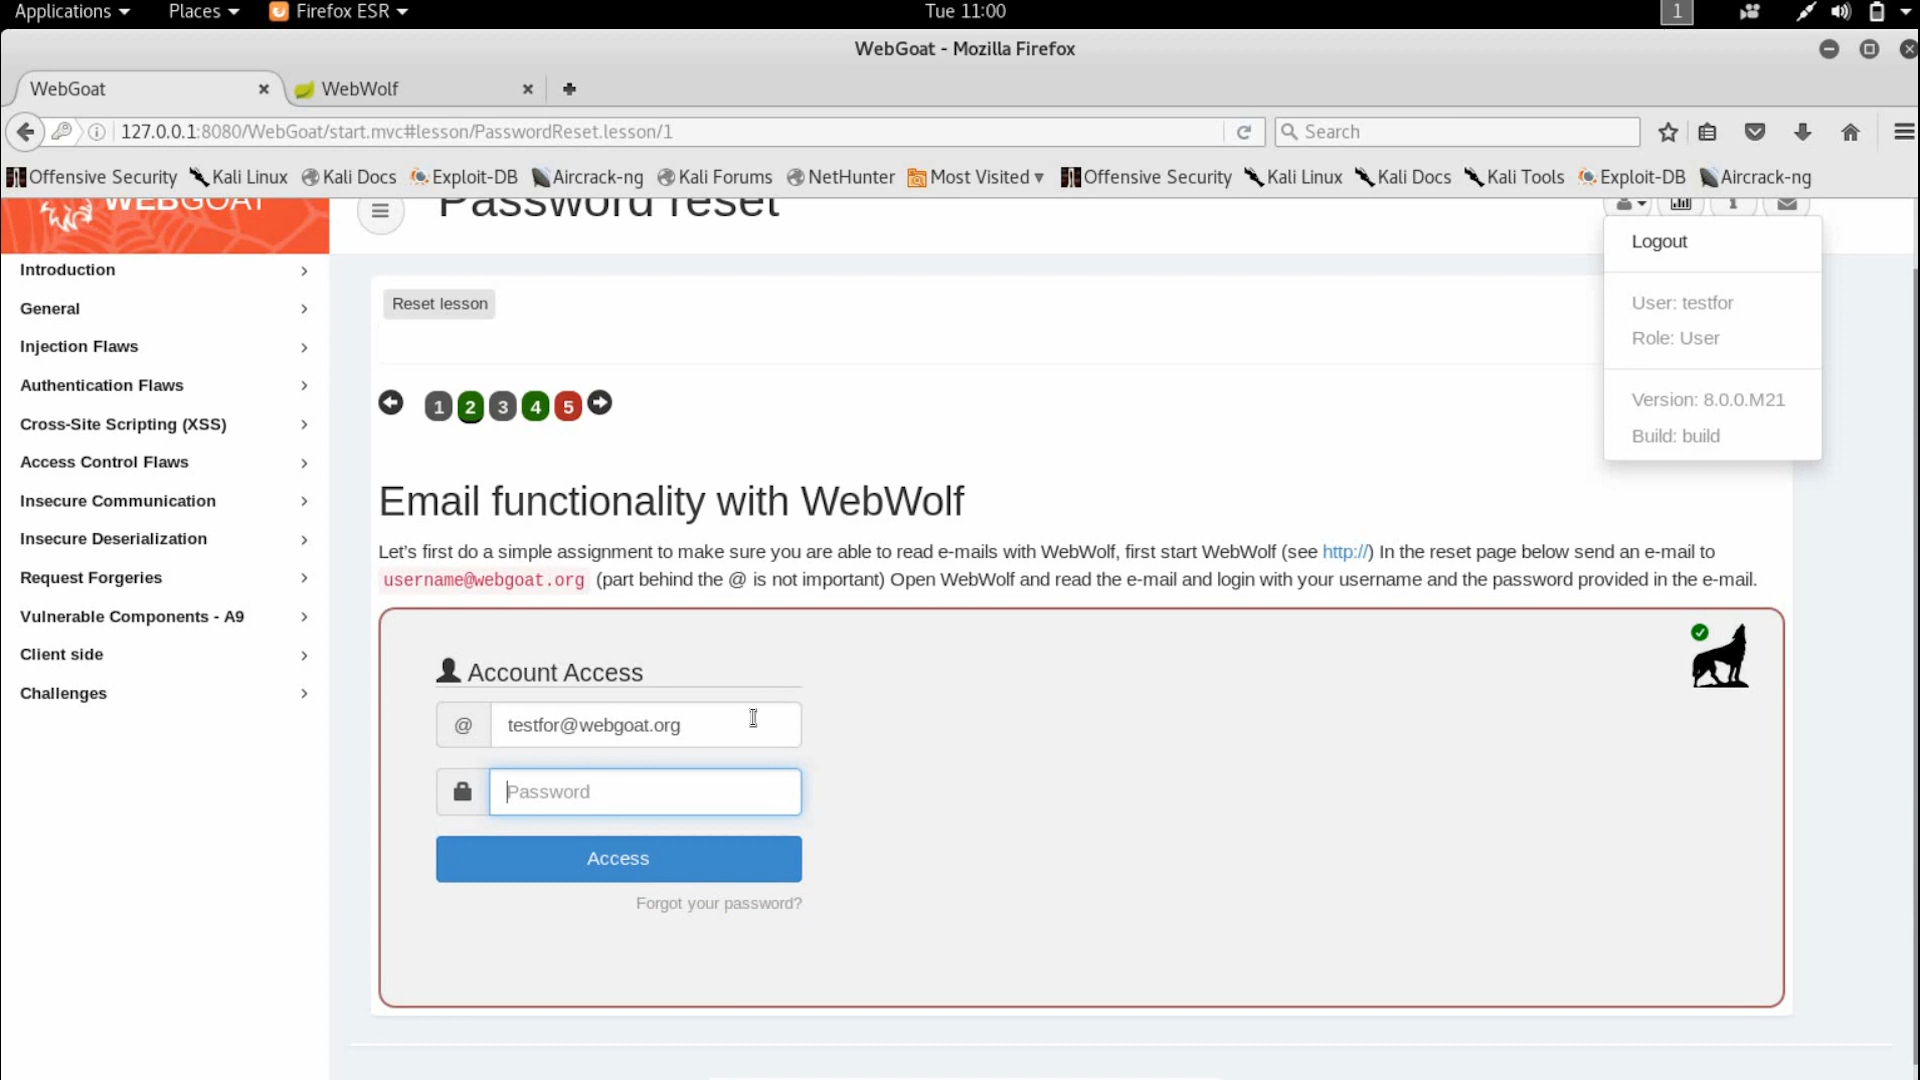 Applications Places Firefox ESR Tue 11:00 1
WebGoat - Mozilla Firefox
WebGoat WebWolf
127.0.0.1:8080/WebGoat/start.mvc#lesson/PasswordReset.lesson/1 Search
Offensive Security Kali Linux Kali Docs Exploit-DB Aircrack-ng Kali Forums NetHunter Most Visited Offensive Security Kali Linux Kali Docs Kali Tools Exploit-DB Aircrack-ng
WEBGOAT Password reset
Logout
User: testfor
Role: User
Version: 8.0.0.M21
Build: build
Introduction
General
Injection Flaws
Authentication Flaws
Cross-Site Scripting (XSS)
Access Control Flaws
Insecure Communication
Insecure Deserialization
Request Forgeries
Vulnerable Components - A9
Client side
Challenges
Reset lesson
1 2 3 4 5
Email functionality with WebWolf
Let's first do a simple assignment to make sure you are able to read e-mails with WebWolf, first start WebWolf (see http://) In the reset page below send an e-mail to
username@webgoat.org (part behind the @ is not important) Open WebWolf and read the e-mail and login with your username and the password provided in the e-mail.
Account Access
@ testfor@webgoat.org
Password
Access
Forgot your password?